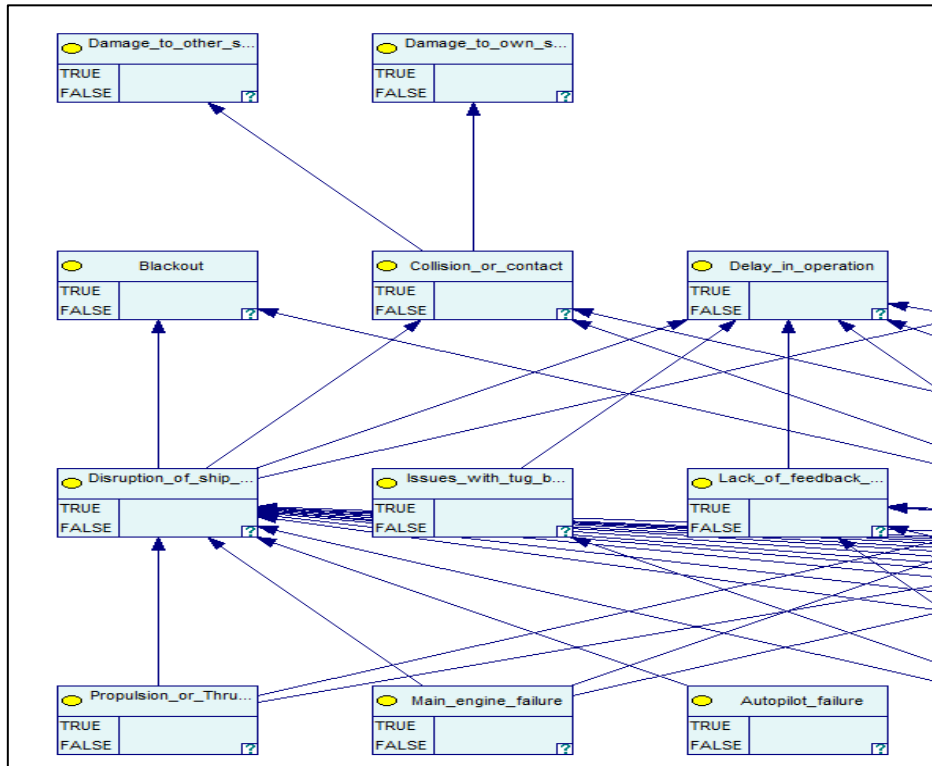 Damage_to_other_s...
TRUE
FALSE
?
Damage_to_own_s...
TRUE
FALSE
?
Blackout
TRUE
FALSE
?
Collision_or_contact
TRUE
FALSE
?
Delay_in_operation
TRUE
FALSE
?
Disruption_of_ship_...
TRUE
FALSE
?
Issues_with_tug_b...
TRUE
FALSE
?
Lack_of_feedback_...
TRUE
FALSE
?
Propulsion_or_Thru...
TRUE
FALSE
?
Main_engine_failure
TRUE
FALSE
?
Autopilot_failure
TRUE
FALSE
?